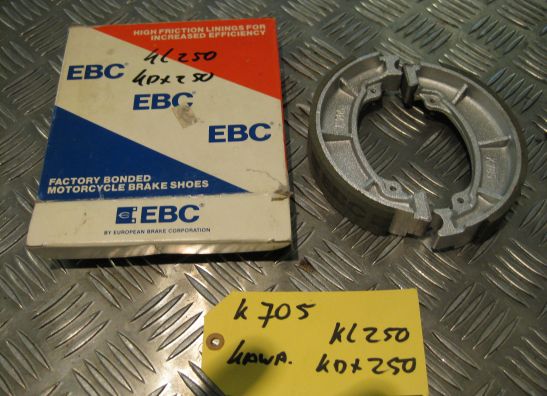 HIGH FRICTION LININGS FOR
INCREASED EFFICIENCY
KL250
KDX250
EBC
EBC
EBC
FACTORY BONDED
MOTORCYCLE BRAKE SHOES
EBC
BY EUROPEAN BRAKE CORPORATION
K705
KL250
KAWA.
KDX250